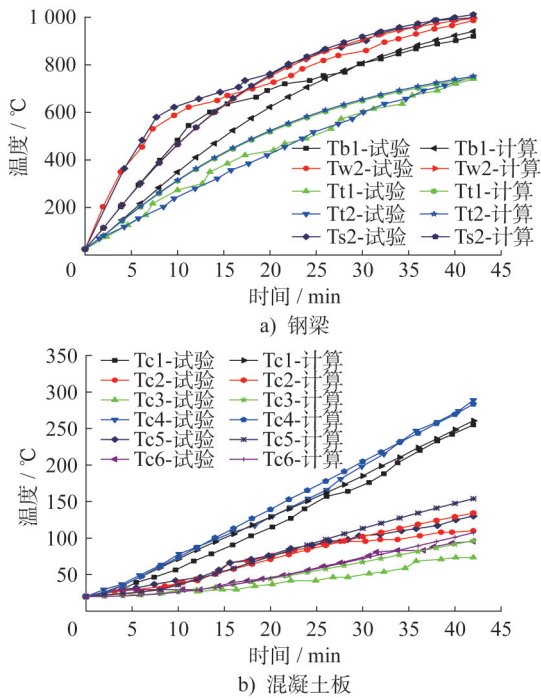 1 000
800
600
400
200
0
温度 / ℃
Tb1-试验 Tb1-计算
Tw2-试验 Tw2-计算
Tt1-试验 Tt1-计算
Tt2-试验 Tt2-计算
Ts2-试验 Ts2-计算
0 5 10 15 20 25 30 35 40 45
时间 / min
a) 钢梁
350
300
250
200
150
100
50
0
温度 / ℃
Tc1-试验 Tc1-计算
Tc2-试验 Tc2-计算
Tc3-试验 Tc3-计算
Tc4-试验 Tc4-计算
Tc5-试验 Tc5-计算
Tc6-试验 Tc6-计算
5 10 15 20 25 30 35 40 45
时间 / min
b) 混凝土板